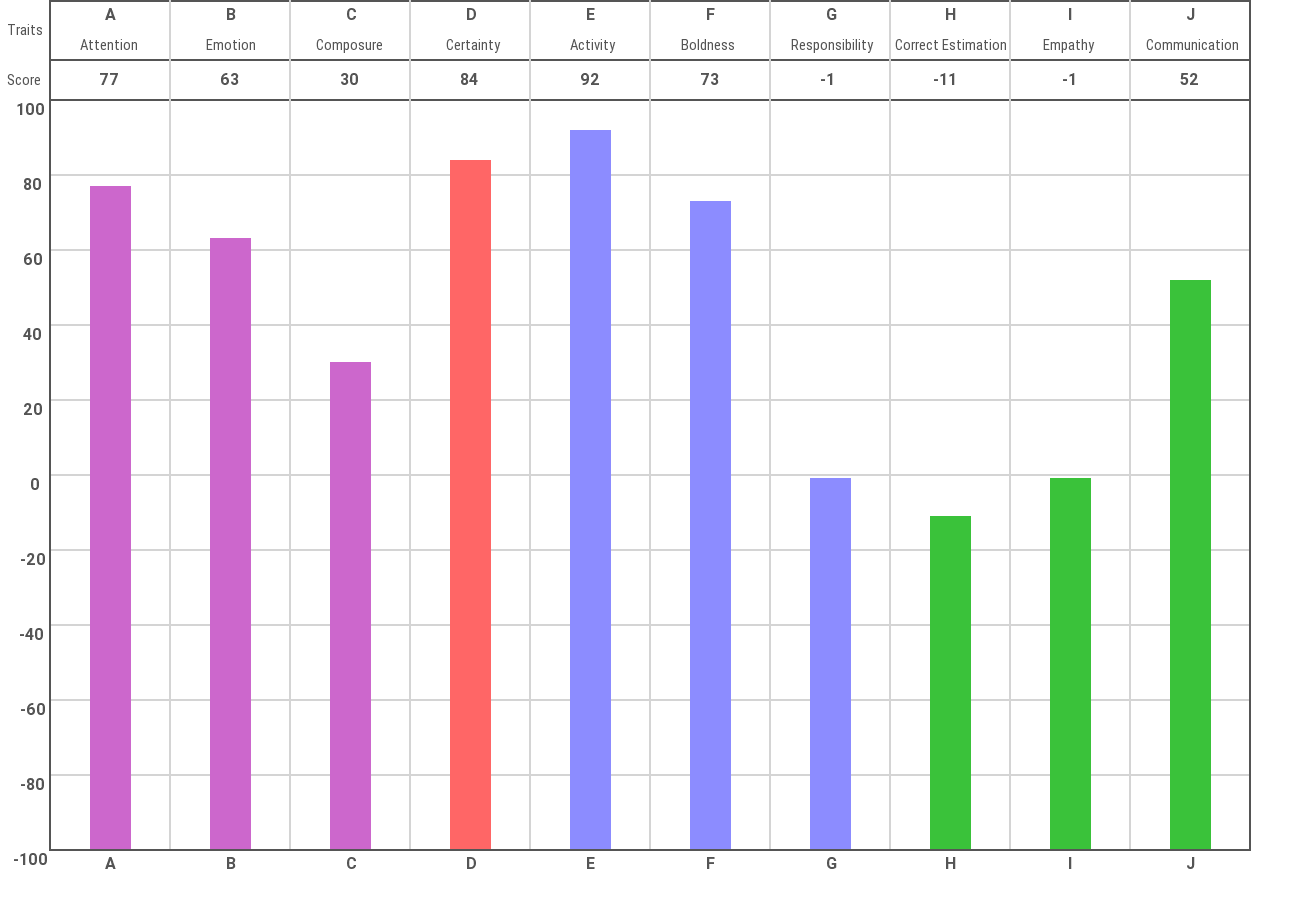 A B C D E F G H I J
Traits
Attention Emotion Composure Certainty Activity Boldness Responsibility Correct Estimation Empathy Communication
Score 77 63 30 84 92 73 -1 -11 -1 52
100
80
60
40
20
0
-20
-40
-60
-80
-100
A B C D E F G H I J